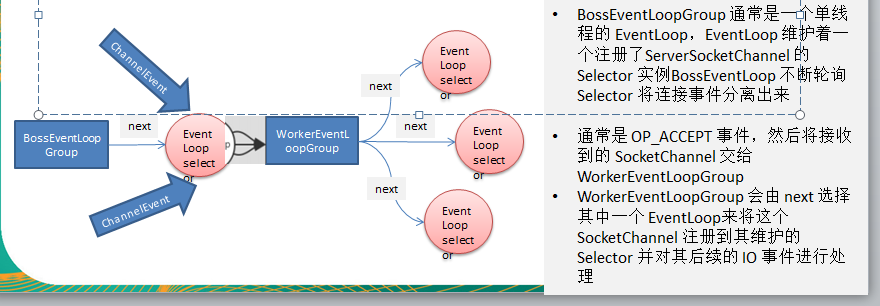 ChannelEvent
BossEventLoop
Group
next
Event
Loop
select
or
p
ChannelEvent
WorkerEventL
oopGroup
next
next
next
Event
Loop
select
or
Event
Loop
select
or
Event
Loop
select
or
• BossEventLoopGroup 通常是一个单线
程的 EventLoop，EventLoop 维护着一
个注册了ServerSocketChannel 的
Selector 实例BossEventLoop 不断轮询
Selector 将连接事件分离出来
• 通常是 OP_ACCEPT 事件，然后将接收
到的 SocketChannel 交给
WorkerEventLoopGroup
• WorkerEventLoopGroup 会由 next 选择
其中一个 EventLoop来将这个
SocketChannel 注册到其维护的
Selector 并对其后续的 IO 事件进行处
理